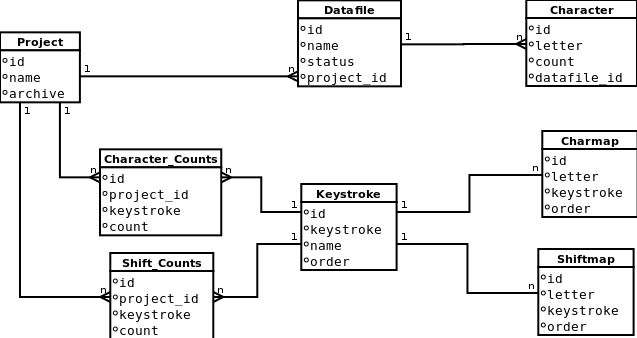 Project
id
name
archive
Datafile
id
name
status
project_id
Character
id
letter
count
datafile_id
1
n
1
n
1
1
Character_Counts
id
project_id
keystroke
count
n
n
1
Shift_Counts
id
project_id
keystroke
count
n
n
1
Keystroke
id
keystroke
name
order
1
1
Charmap
id
letter
keystroke
order
n
Shiftmap
id
letter
keystroke
order
n